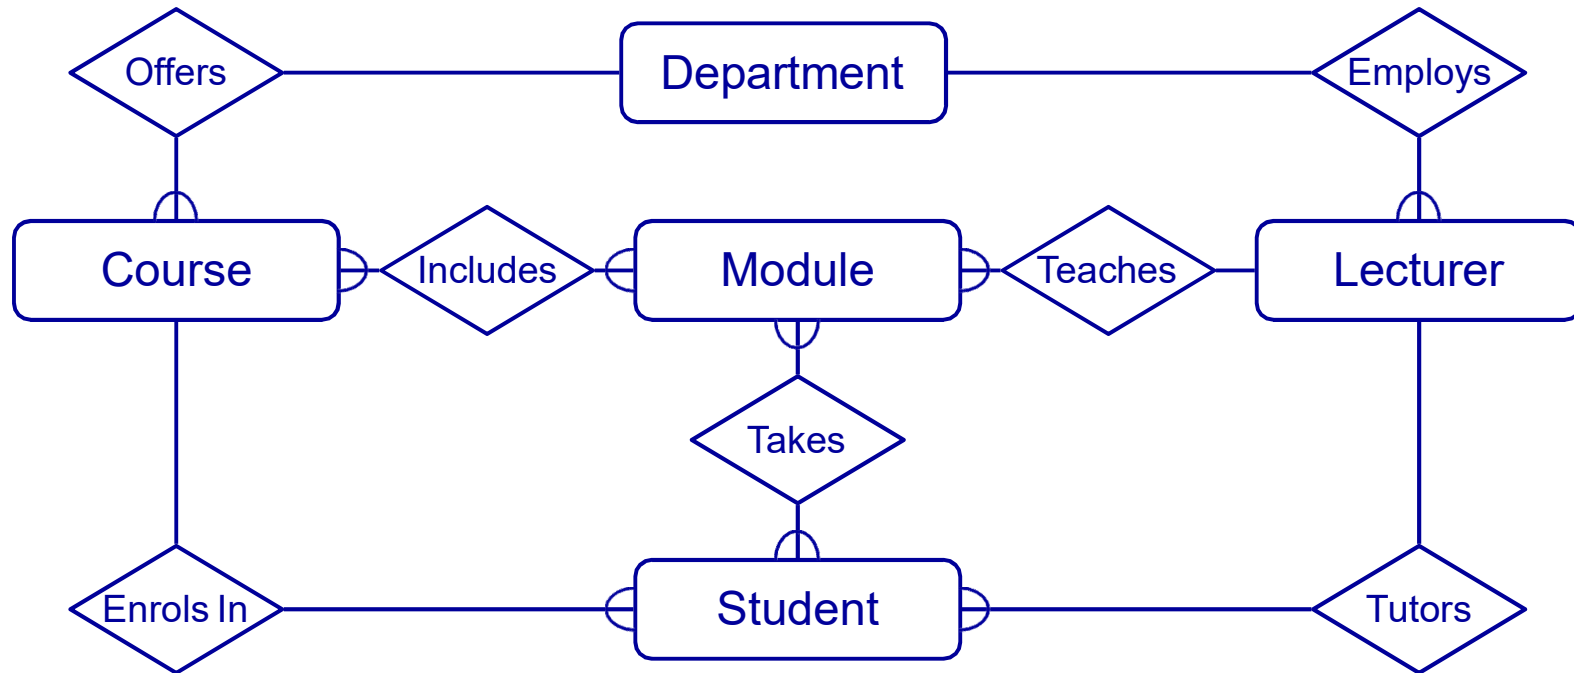 Offers
Department
Employs
Course
Includes
Module
Teaches
Lecturer
Takes
Enrols In
Student
Tutors